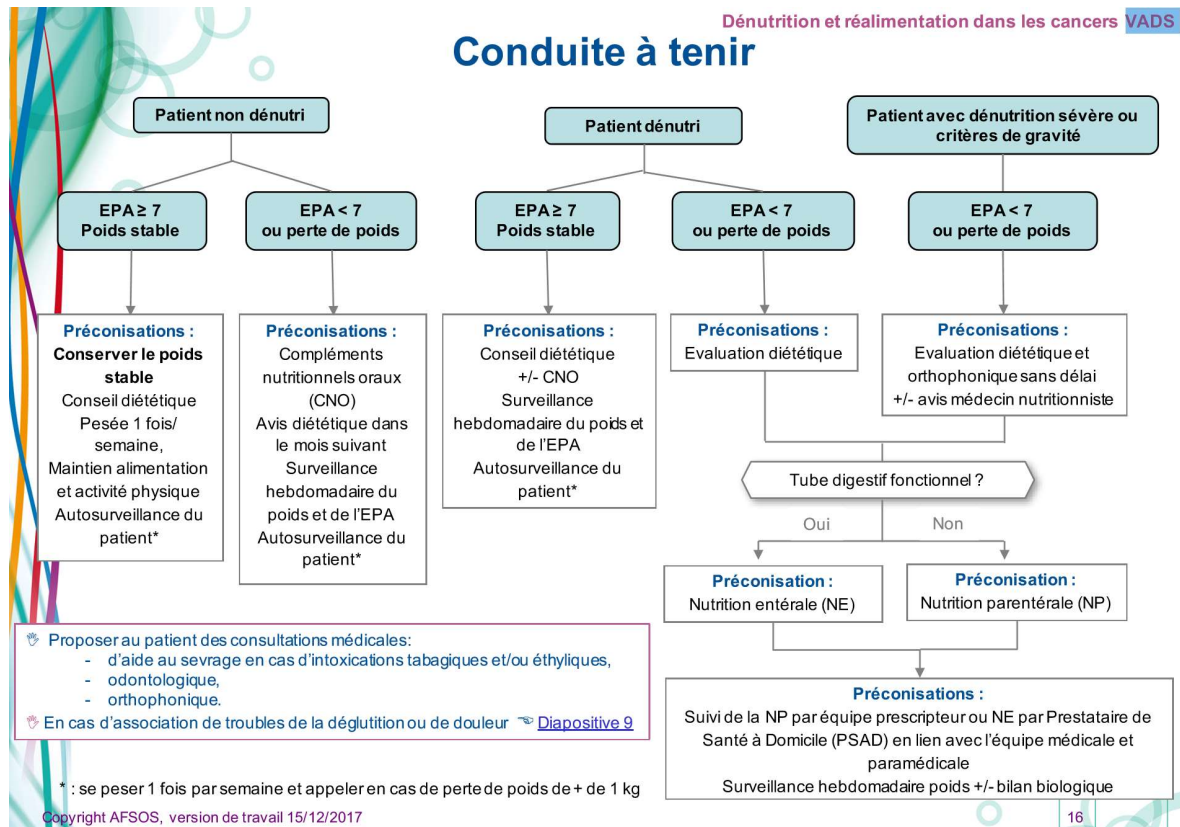 Dénutrition et réalimentation dans les cancers VADS
Conduite à tenir
Patient non dénutri
EPA ≥ 7
Poids stable
Préconisations :
Conserver le poids
stable
Conseil diététique
Pesée 1 fois/
semaine,
Maintien alimentation
et activité physique
Autosurveillance du
patient*
EPA < 7
ou perte de poids
Préconisations :
Compléments
nutritionnels oraux
(CNO)
Avis diététique dans
le mois suivant
Surveillance
hebdomadaire du
poids et de l'EPA
Autosurveillance du
patient*
Patient dénutri
EPA ≥ 7
Poids stable
Préconisations :
Conseil diététique
+/- CNO
Surveillance
hebdomadaire du poids et
de l'EPA
Autosurveillance du
patient*
EPA < 7
ou perte de poids
Préconisations :
Evaluation diététique
Patient avec dénutrition sévère ou
critères de gravité
EPA < 7
ou perte de poids
Préconisations :
Evaluation diététique et
orthophonique sans délai
+/- avis médecin nutritionniste
Tube digestif fonctionnel ?
Oui
Non
Préconisation :
Nutrition entérale (NE)
Préconisation :
Nutrition parentérale (NP)
Préconisations :
Suivi de la NP par équipe prescripteur ou NE par Prestataire de
Santé à Domicile (PSAD) en lien avec l'équipe médicale et
paramédicale
Surveillance hebdomadaire poids +/- bilan biologique
Proposer au patient des consultations médicales:
- d'aide au sevrage en cas d'intoxications tabagiques et/ou éthyliques,
- odontologique,
- orthophonique.
En cas d'association de troubles de la déglutition ou de douleur ☜ Diapositive 9
* : se peser 1 fois par semaine et appeler en cas de perte de poids de + de 1 kg
Copyright AFSOS, version de travail 15/12/2017
16